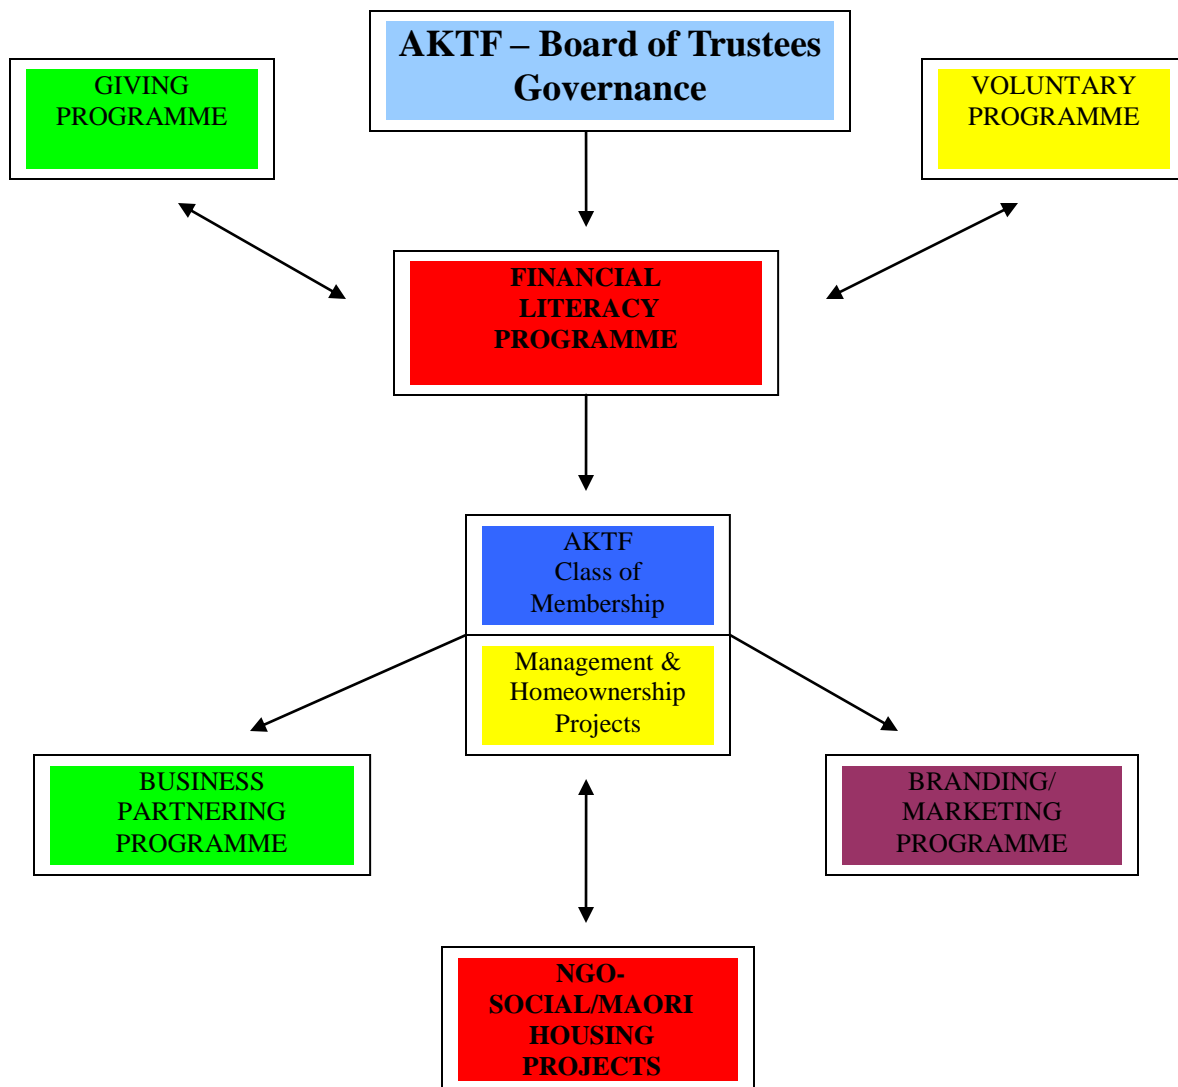 AKTF – Board of Trustees
Governance
GIVING
PROGRAMME
VOLUNTARY
PROGRAMME
FINANCIAL
LITERACY
PROGRAMME
AKTF
Class of
Membership
Management &
Homeownership
Projects
BUSINESS
PARTNERING
PROGRAMME
BRANDING/
MARKETING
PROGRAMME
NGO-
SOCIAL/MAORI
HOUSING
PROJECTS